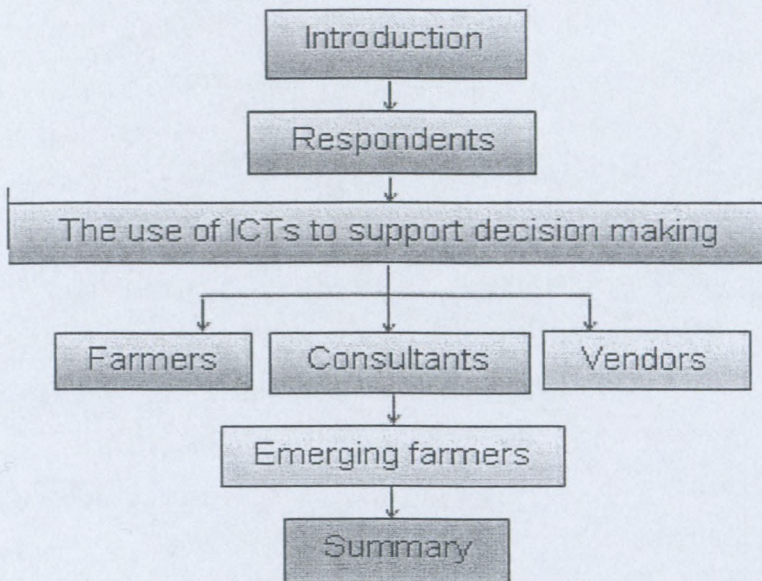 Introduction
Respondents
The use of ICTs to support decision making
Farmers
Consultants
Vendors
Emerging farmers
Summary